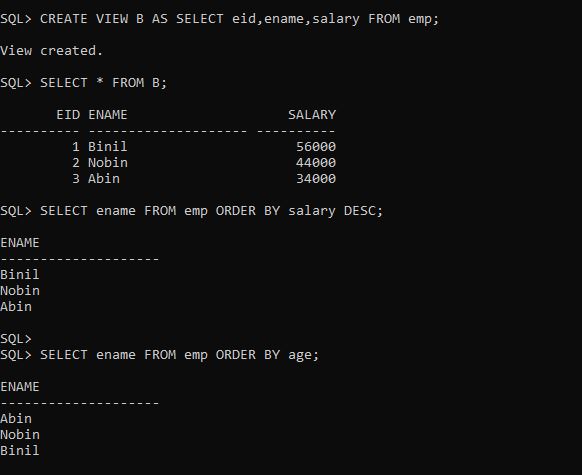 SQL> CREATE VIEW B AS SELECT eid,ename,salary FROM emp;
View created.
SQL> SELECT * FROM B;
       EID ENAME                    SALARY
---------- -------------------- ----------
         1 Binil                     56000
         2 Nobin                     44000
         3 Abin                      34000
SQL> SELECT ename FROM emp ORDER BY salary DESC;
ENAME
--------------------
Binil
Nobin
Abin
SQL>
SQL> SELECT ename FROM emp ORDER BY age;
ENAME
--------------------
Abin
Nobin
Binil